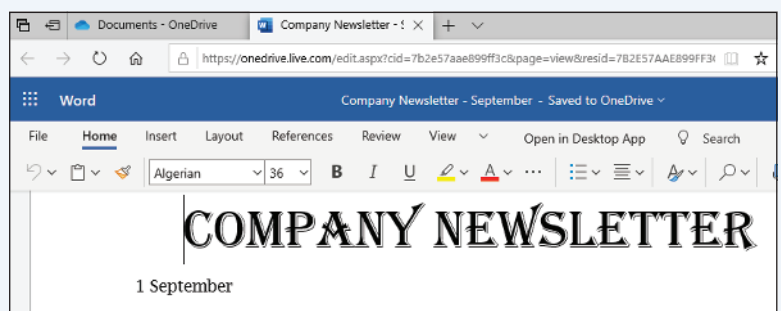 Documents - OneDrive
Company Newsletter - S
https://onedrive.live.com/edit.aspx?cid=7b2e57aae899ff3c&page=view&resid=7B2E57AAE899FF3
Word
Company Newsletter - September - Saved to OneDrive
File Home Insert Layout References Review View Open in Desktop App Search
Algerian 36 B I U A A
COMPANY NEWSLETTER
1 September